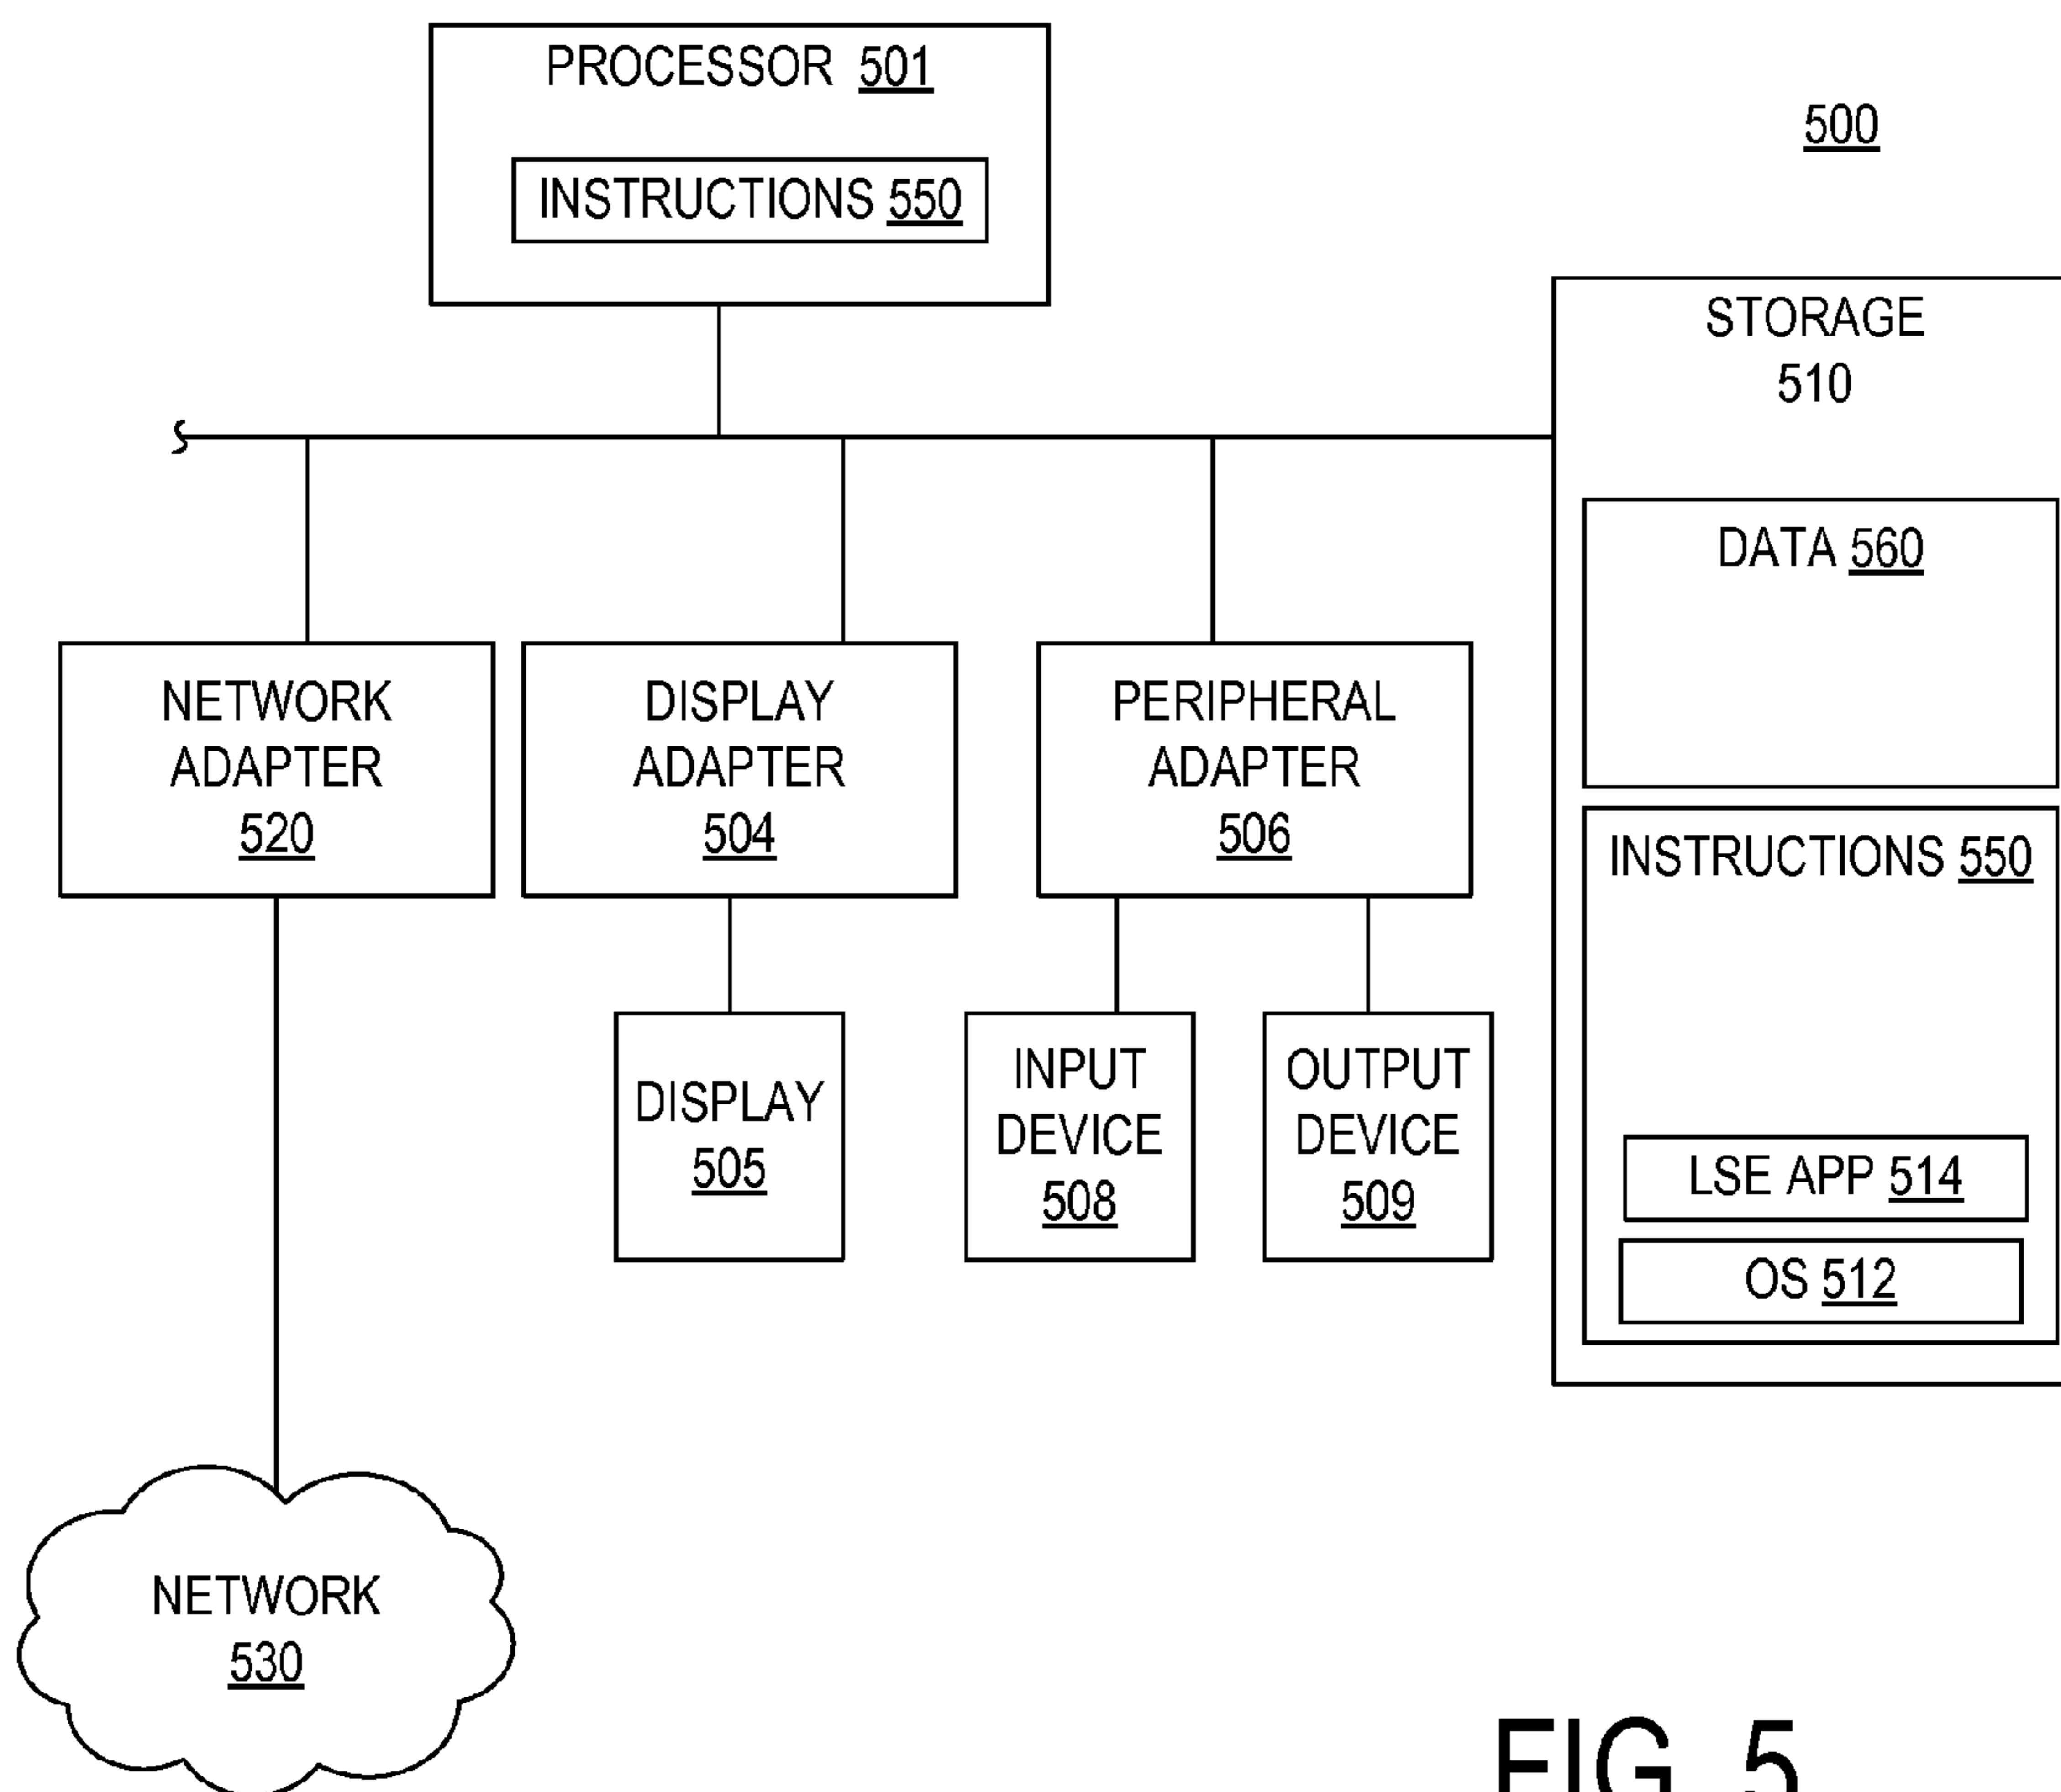 PROCESSOR 501
INSTRUCTIONS 550
500
STORAGE
510
DATA 560
NETWORK
ADAPTER
520
DISPLAY
ADAPTER
504
PERIPHERAL
ADAPTER
506
INSTRUCTIONS 550
DISPLAY
505
INPUT
DEVICE
508
OUTPUT
DEVICE
509
LSE APP 514
OS 512
NETWORK
530
FIG. 5